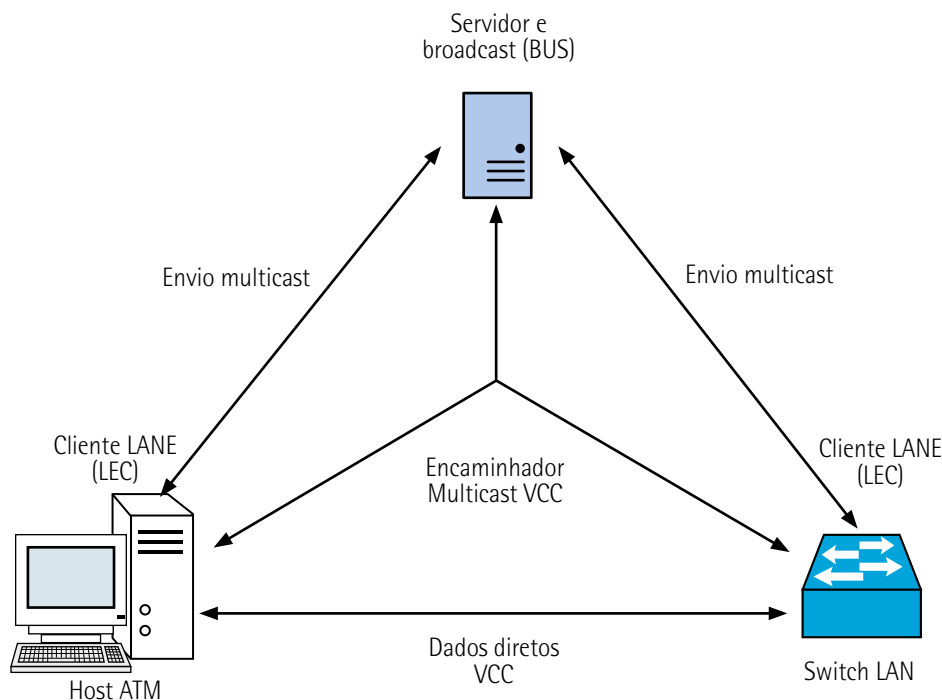 Servidor e
broadcast (BUS)
Envio multicast
Envio multicast
Cliente LANE
(LEC)
Encaminhador
Multicast VCC
Cliente LANE
(LEC)
Dados diretos
VCC
Host ATM
Switch LAN